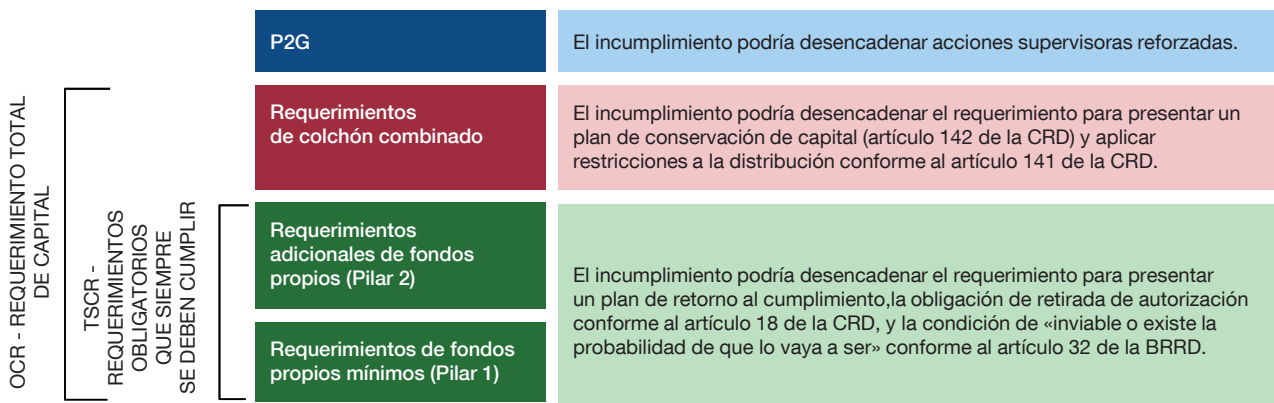 P2G
El incumplimiento podría desencadenar acciones supervisoras reforzadas.
OCR - REQUERIMIENTO TOTAL
DE CAPITAL
Requerimientos
de colchón combinado
El incumplimiento podría desencadenar el requerimiento para presentar un
plan de conservación de capital (artículo 142 de la CRD) y aplicar
restricciones a la distribución conforme al artículo 141 de la CRD.
TSCR -
REQUERIMIENTOS
OBLIGATORIOS
QUE SIEMPRE
SE DEBEN CUMPLIR
Requerimientos
adicionales de fondos
propios (Pilar 2)
Requerimientos de fondos
propios mínimos (Pilar 1)
El incumplimiento podría desencadenar el requerimiento para presentar
un plan de retorno al cumplimiento,la obligación de retirada de autorización
conforme al artículo 18 de la CRD, y la condición de «inviable o existe la
probabilidad de que lo vaya a ser» conforme al artículo 32 de la BRRD.